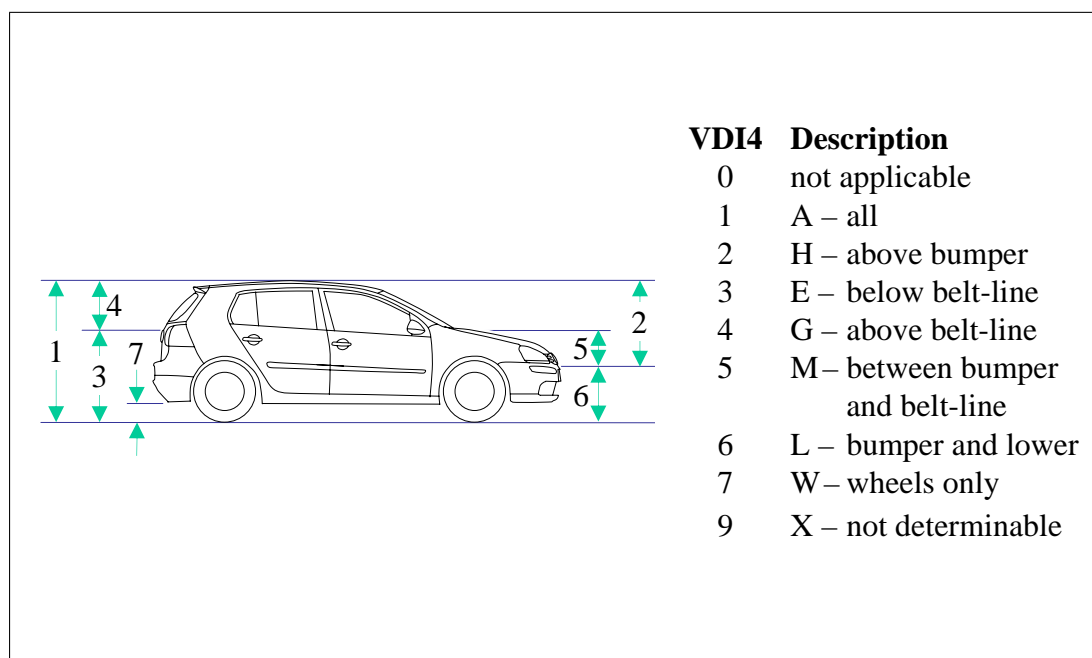 VDI4 Description
0 not applicable
1 A – all
2 H – above bumper
3 E – below belt-line
4 G – above belt-line
5 M – between bumper
and belt-line
6 L – bumper and lower
7 W – wheels only
9 X – not determinable
4
2
1
7
5
3
6